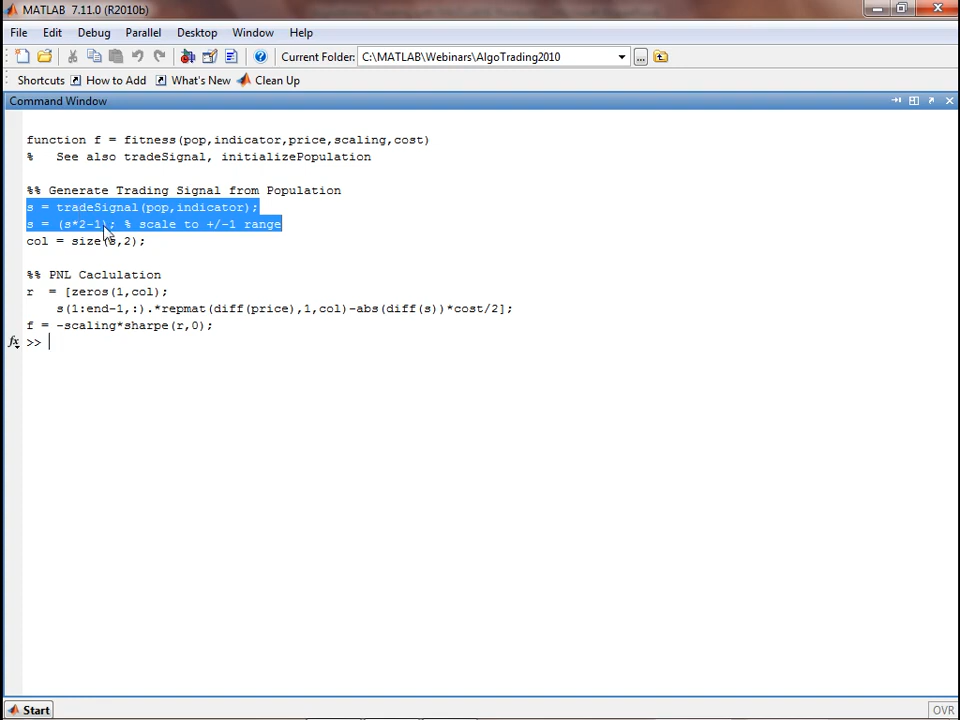 MATLAB 7.11.0 (R2010b)
File Edit Debug Parallel Desktop Window Help
Current Folder: C:\MATLAB\Webinars\AlgoTrading2010 ...
Shortcuts How to Add What's New Clean Up
Command Window
function f = fitness(pop,indicator,price,scaling,cost)
% See also tradeSignal, initializePopulation
%% Generate Trading Signal from Population
s = tradeSignal(pop,indicator);
s = (s*2-1); % scale to +/-1 range
col = size(s,2);
%% PNL Caclulation
r = [zeros(1,col);
s(1:end-1,:).*repmat(diff(price),1,col)-abs(diff(s))*cost/2];
f = -scaling*sharpe(r,0);
fx >>
Start OVR